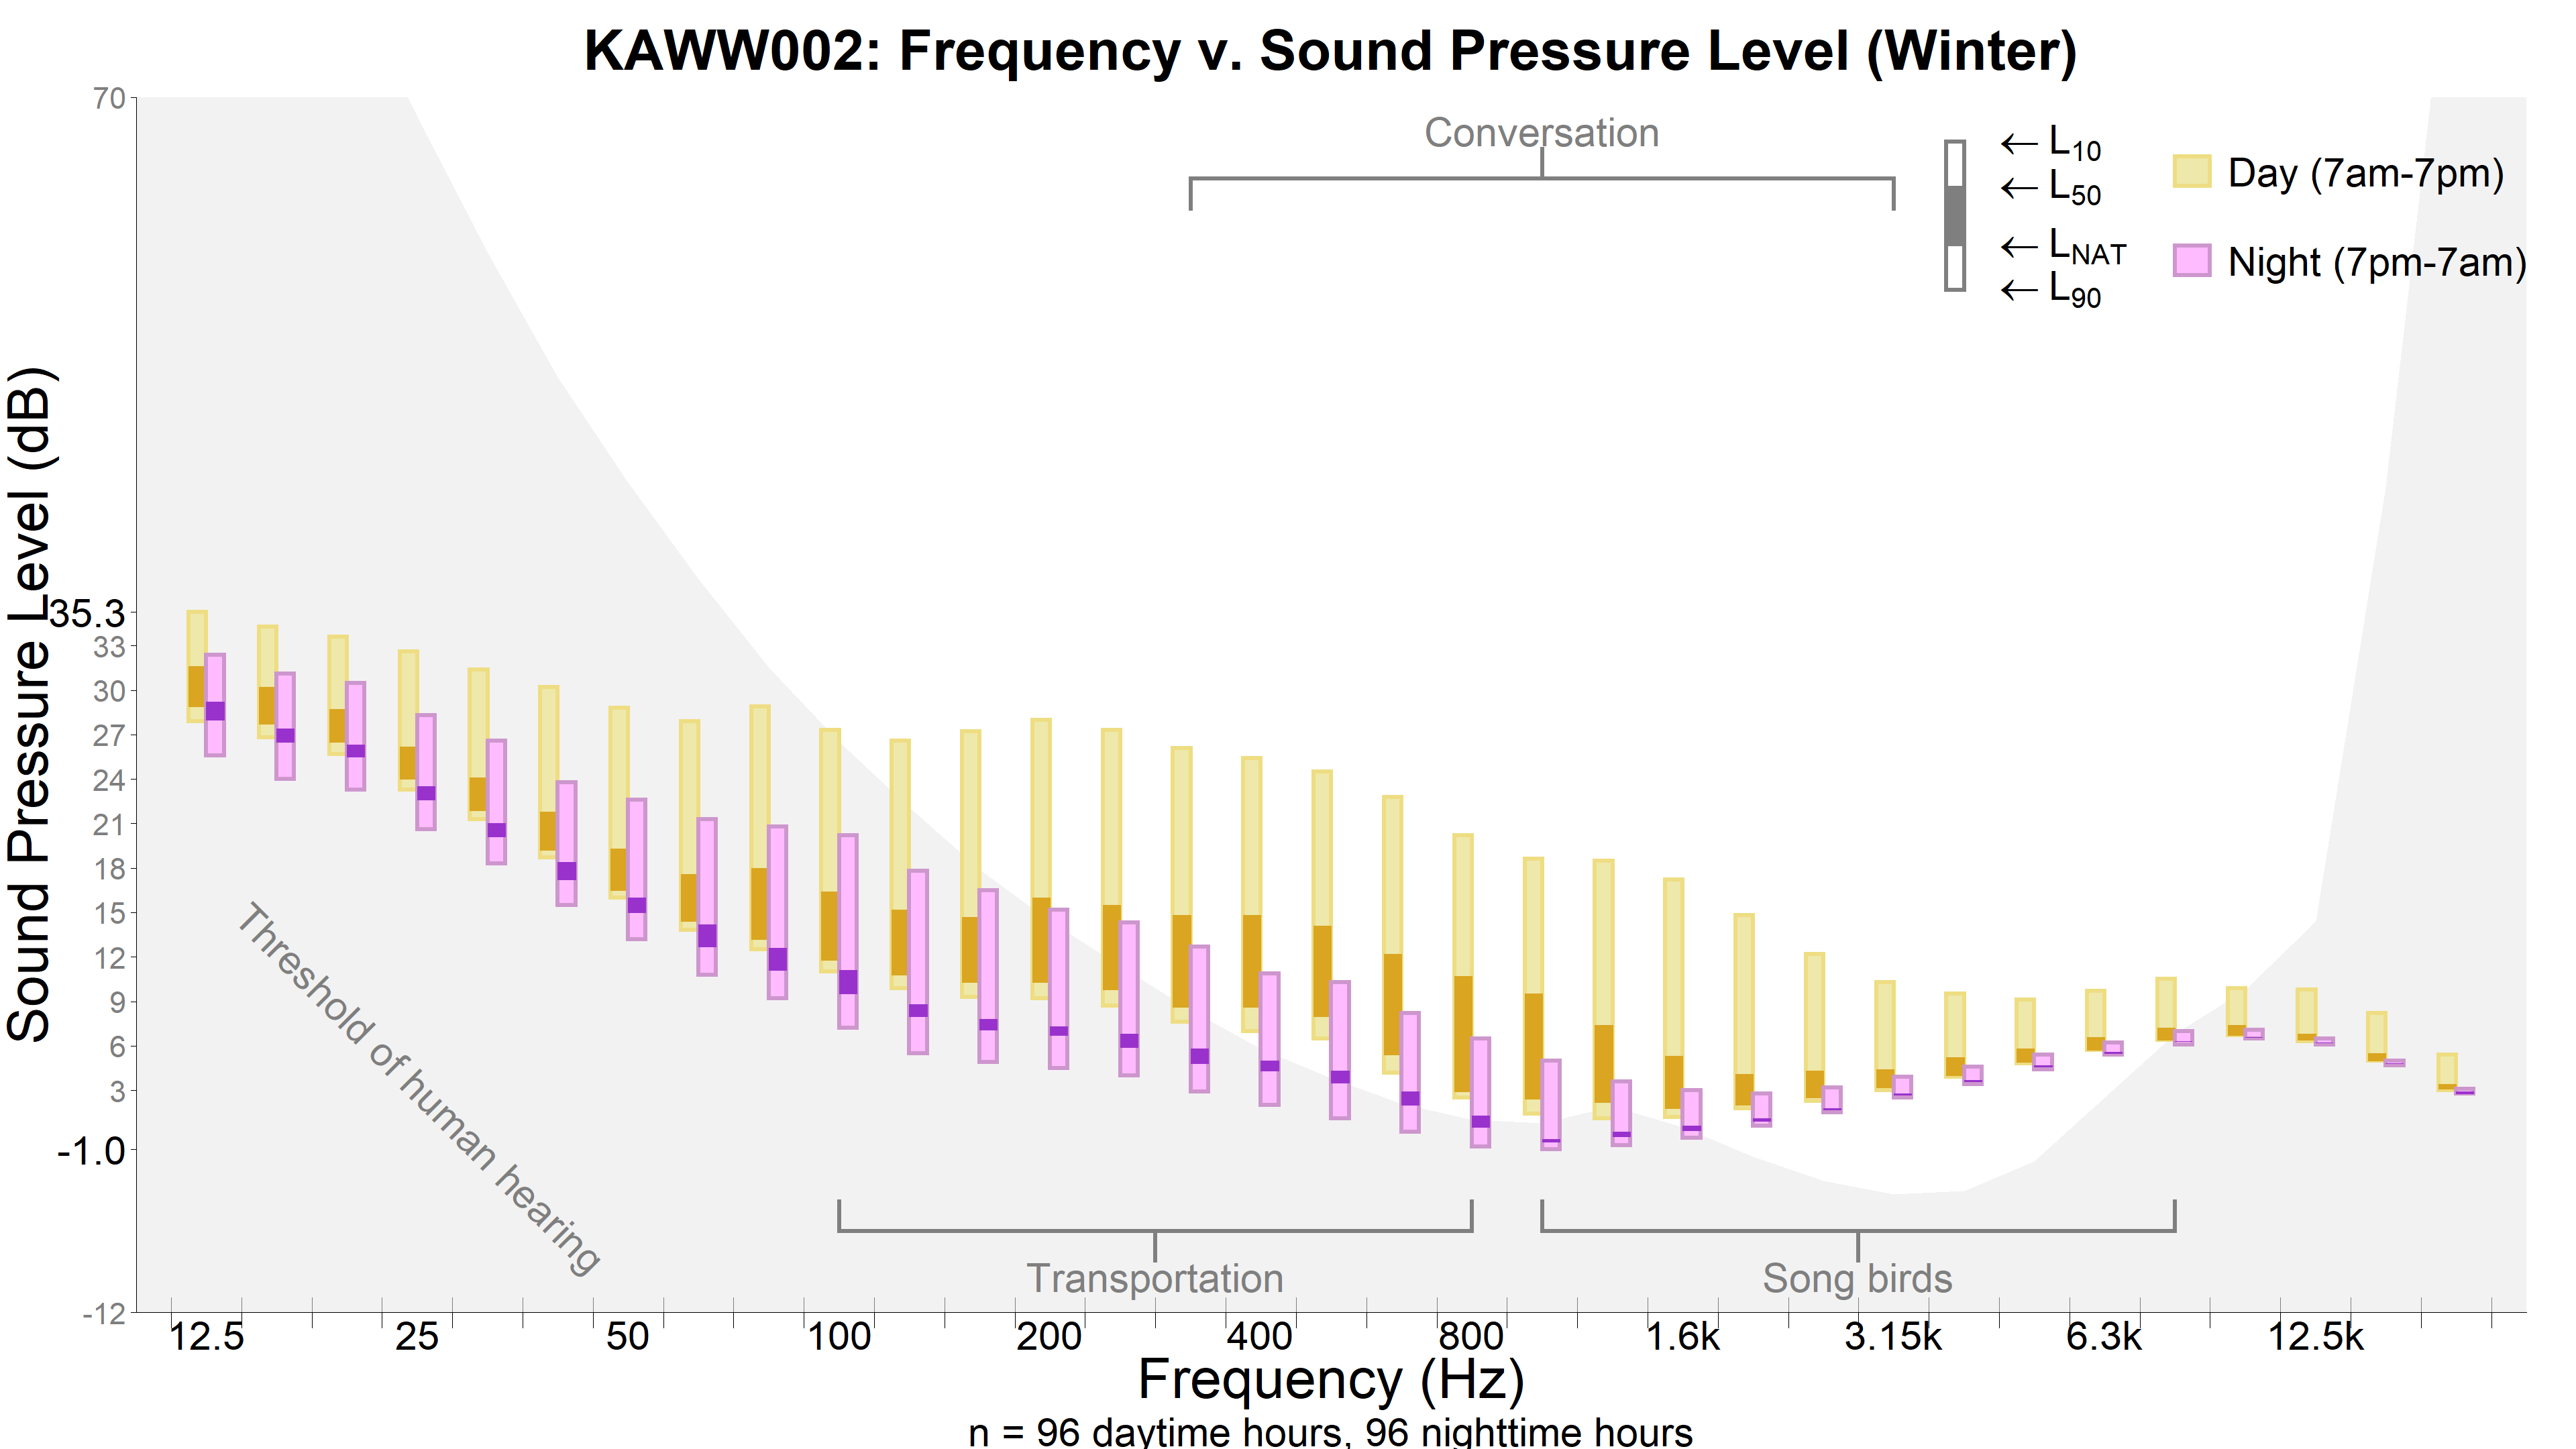 KAWW002: Frequency v. Sound Pressure Level (Winter)
Conversation
← L10
← L50
← LNAT
← L90
Day (7am-7pm)
Night (7pm-7am)
Sound Pressure Level (dB)
70
35.3
33
30
27
24
21
18
15
12
9
6
3
-1.0
-12
Threshold of human hearing
Transportation
Song birds
12.5 25 50 100 200 400 800 1.6k 3.15k 6.3k 12.5k
Frequency (Hz)
n = 96 daytime hours, 96 nighttime hours